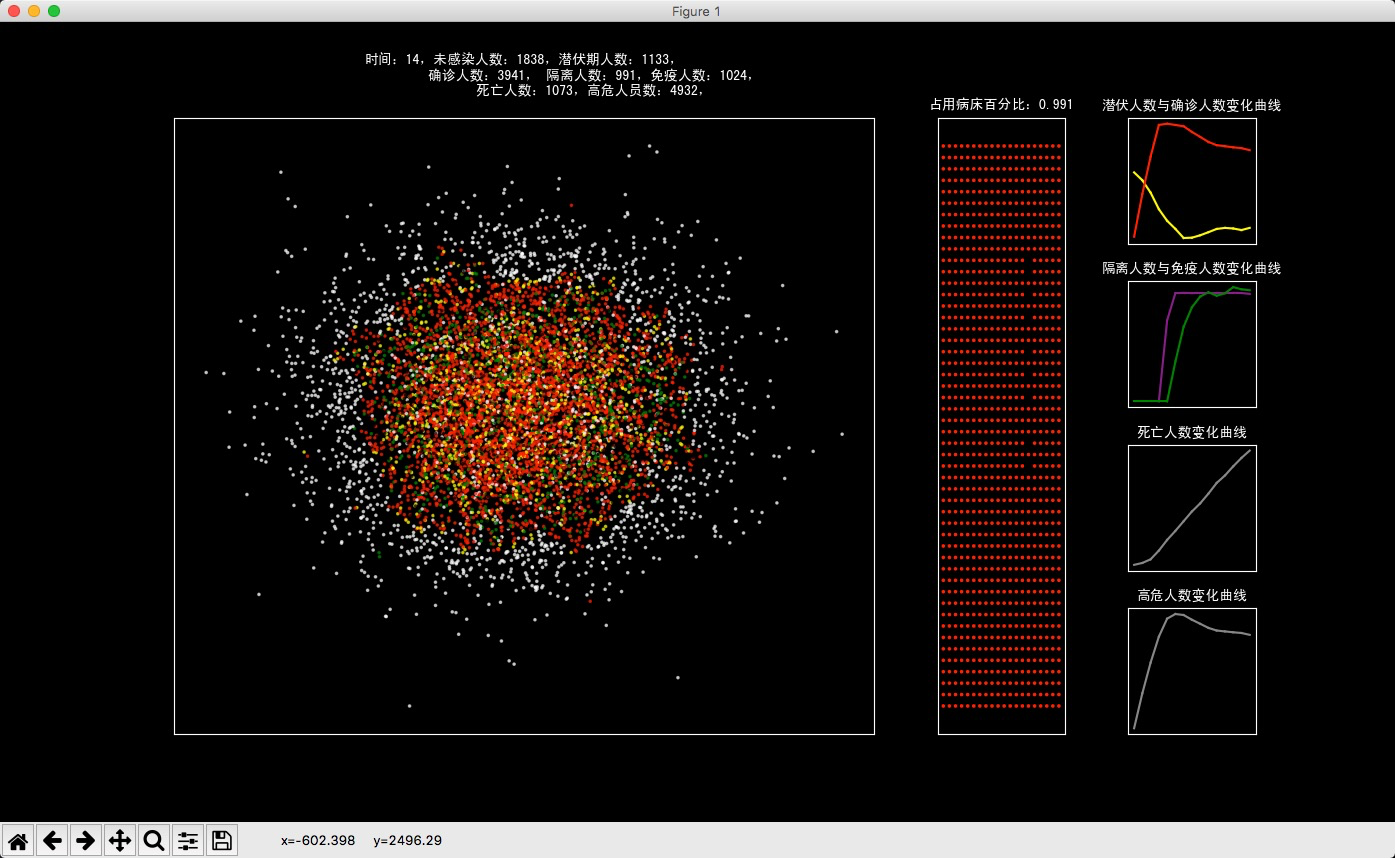 Figure 1
时间：14，未感染人数：1838，潜伏期人数：1133，
确诊人数：3941， 隔离人数：991，免疫人数：1024，
死亡人数：1073，高危人员数：4932，
占用病床百分比：0.991
潜伏人数与确诊人数变化曲线
隔离人数与免疫人数变化曲线
死亡人数变化曲线
高危人数变化曲线
x=-602.398 y=2496.29